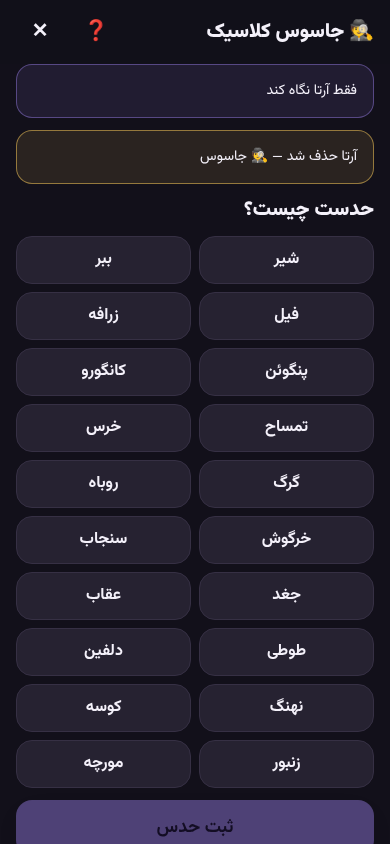 🕵️ جاسوس کلاسیک ❓ ✕
فقط آرتا نگاه کند
آرتا حذف شد — 🕵️ جاسوس
حدست چیست؟
شیر ببر
فیل زرافه
پنگوئن کانگورو
تمساح خرس
گرگ روباه
خرگوش سنجاب
جغد عقاب
طوطی دلفین
نهنگ کوسه
زنبور مورچه
ثبت حدس